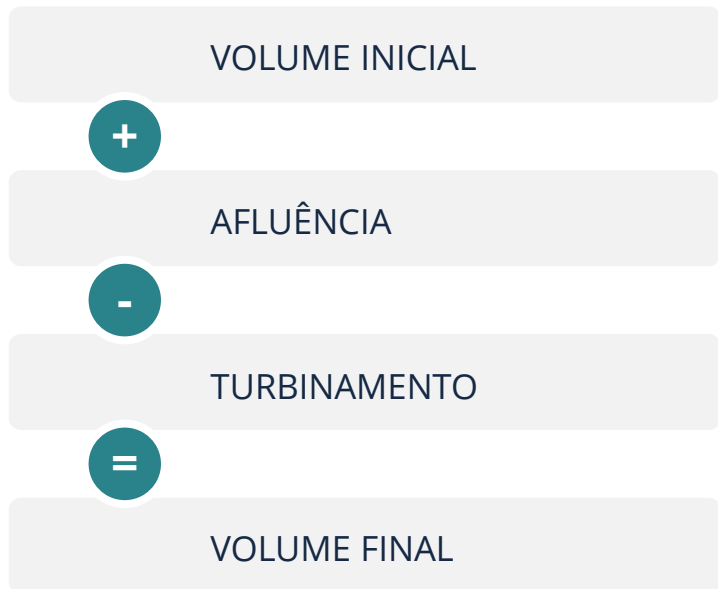 VOLUME INICIAL
+
AFLUÊNCIA
-
TURBINAMENTO
=
VOLUME FINAL